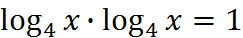 log₄ x · log₄ x = 1